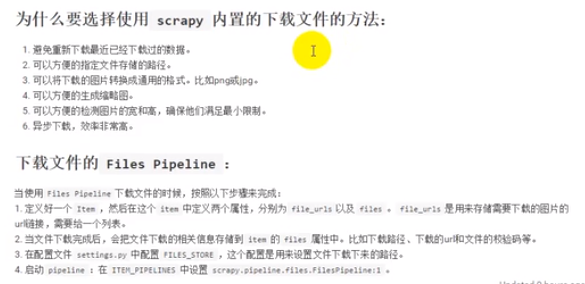 为什么要选择使用 scrapy 内置的下载文件的方法：
1. 避免重新下载最近已经下载过的数据。
2. 可以方便的指定文件存储的路径。
3. 可以将下载的图片转换成通用的格式。比如png或jpg。
4. 可以方便的生成缩略图。
5. 可以方便的检测图片的宽和高，确保他们满足最小限制。
6. 异步下载，效率非常高。
下载文件的 Files Pipeline ：
当使用 Files Pipeline 下载文件的时候，按照以下步骤来完成：
1. 定义好一个 Item ，然后在这个 item 中定义两个属性，分别为 file_urls 以及 files 。 file_urls 是用来存储需要下载的图片的
url链接，需要给一个列表。
2. 当文件下载完成后，会把文件下载的相关信息存储到 item 的 files 属性中。比如下载路径、下载的url和文件的校验码等。
3. 在配置文件 settings.py 中配置 FILES_STORE ，这个配置是用来设置文件下载下来的路径。
4. 启动 pipeline ：在 ITEM_PIPELINES 中设置 scrapy.pipeline.files.FilesPipeline:1 。